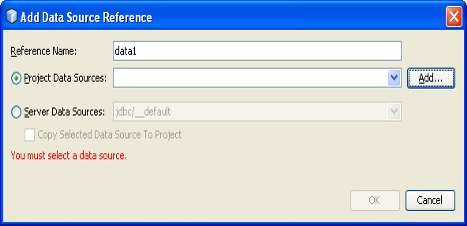 Add Data Source Reference
Reference Name: data1
Project Data Sources: Add...
Server Data Sources: jdbc/__default
Copy Selected Data Source To Project
You must select a data source.
OK Cancel